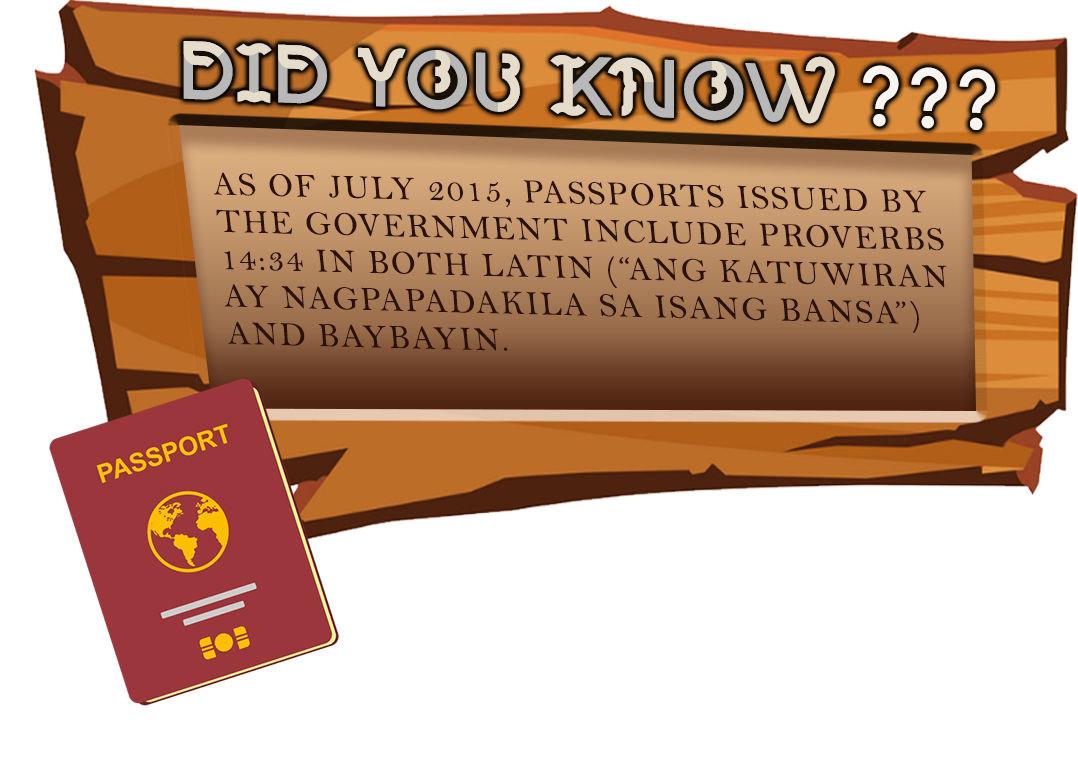 DID YOU KNOW ???
AS OF JULY 2015, PASSPORTS ISSUED BY
THE GOVERNMENT INCLUDE PROVERBS
14:34 IN BOTH LATIN (“ANG KATUWIRAN
AY NAGPAPADAKILA SA ISANG BANSA”)
AND BAYBAYIN.
PASSPORT